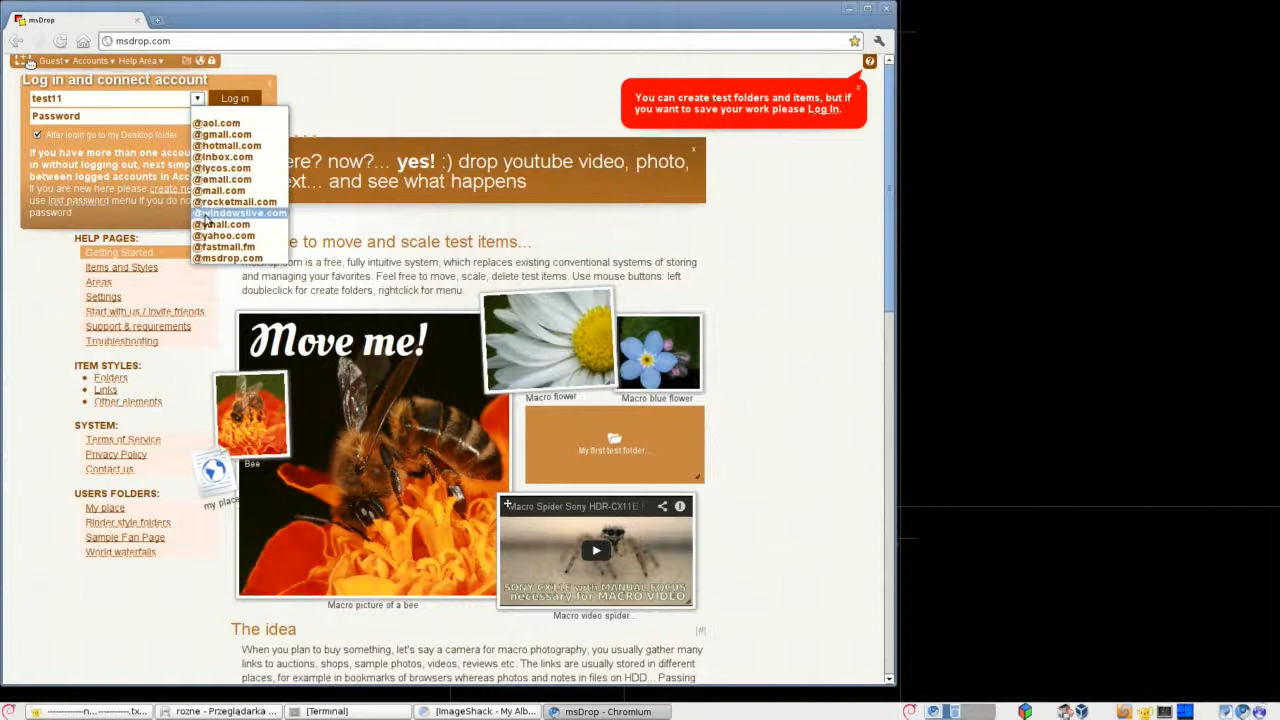 msDrop
msdrop.com
Guest Accounts Help Area
Log in and connect account
x
test11
Log in
Password
After login go to my Desktop folder
If you have more than one accou
in without logging out, next simp
between logged accounts in Acc
If you are new here please create ne
use lost password menu If you do no
password
@aol.com
@gmail.com
@hotmail.com
@inbox.com
@lycos.com
@email.com
@mail.com
@rocketmail.com
@windowslive.com
@ymail.com
@yahoo.com
@fastmail.fm
@msdrop.com
?
x
You can create test folders and items, but if
you want to save your work please Log In.
x
ere? now?... yes! :) drop youtube video, photo,
ext... and see what happens
HELP PAGES:
Getting Started
Items and Styles
Areas
Settings
Start with us / Invite friends
Support & requirements
Troubleshooting
ITEM STYLES:
Folders
Links
Other elements
SYSTEM:
Terms of Service
Privacy Policy
Contact us
USERS FOLDERS:
My place
Binder style folders
Sample Fan Page
World waterfalls
e to move and scale test items...
msDrop.com is a free, fully intuitive system, which replaces existing conventional systems of storing
and managing your favorites. Feel free to move, scale, delete test items. Use mouse buttons: left
doubleclick for create folders, rightclick for menu.
Move me!
Bee
my place
Macro picture of a bee
Macro flower
Macro blue flower
My first test folder...
Macro Spider Sony HDR-CX11E
SONY CX11E with MANUAL FOCUS
necessary for MACRO VIDEO
Macro video spider...
The idea
[#]
When you plan to buy something, let's say a camera for macro photography, you usually gather many
links to auctions, shops, sample photos, videos, reviews etc. The links are usually stored in different
places, for example in bookmarks of browsers whereas photos and notes in files on HDD... Passing
------------n...----------.tx...
rozne - Przeglądarka ...
[Terminal]
[ImageShack - My Alb...
msDrop - Chromium